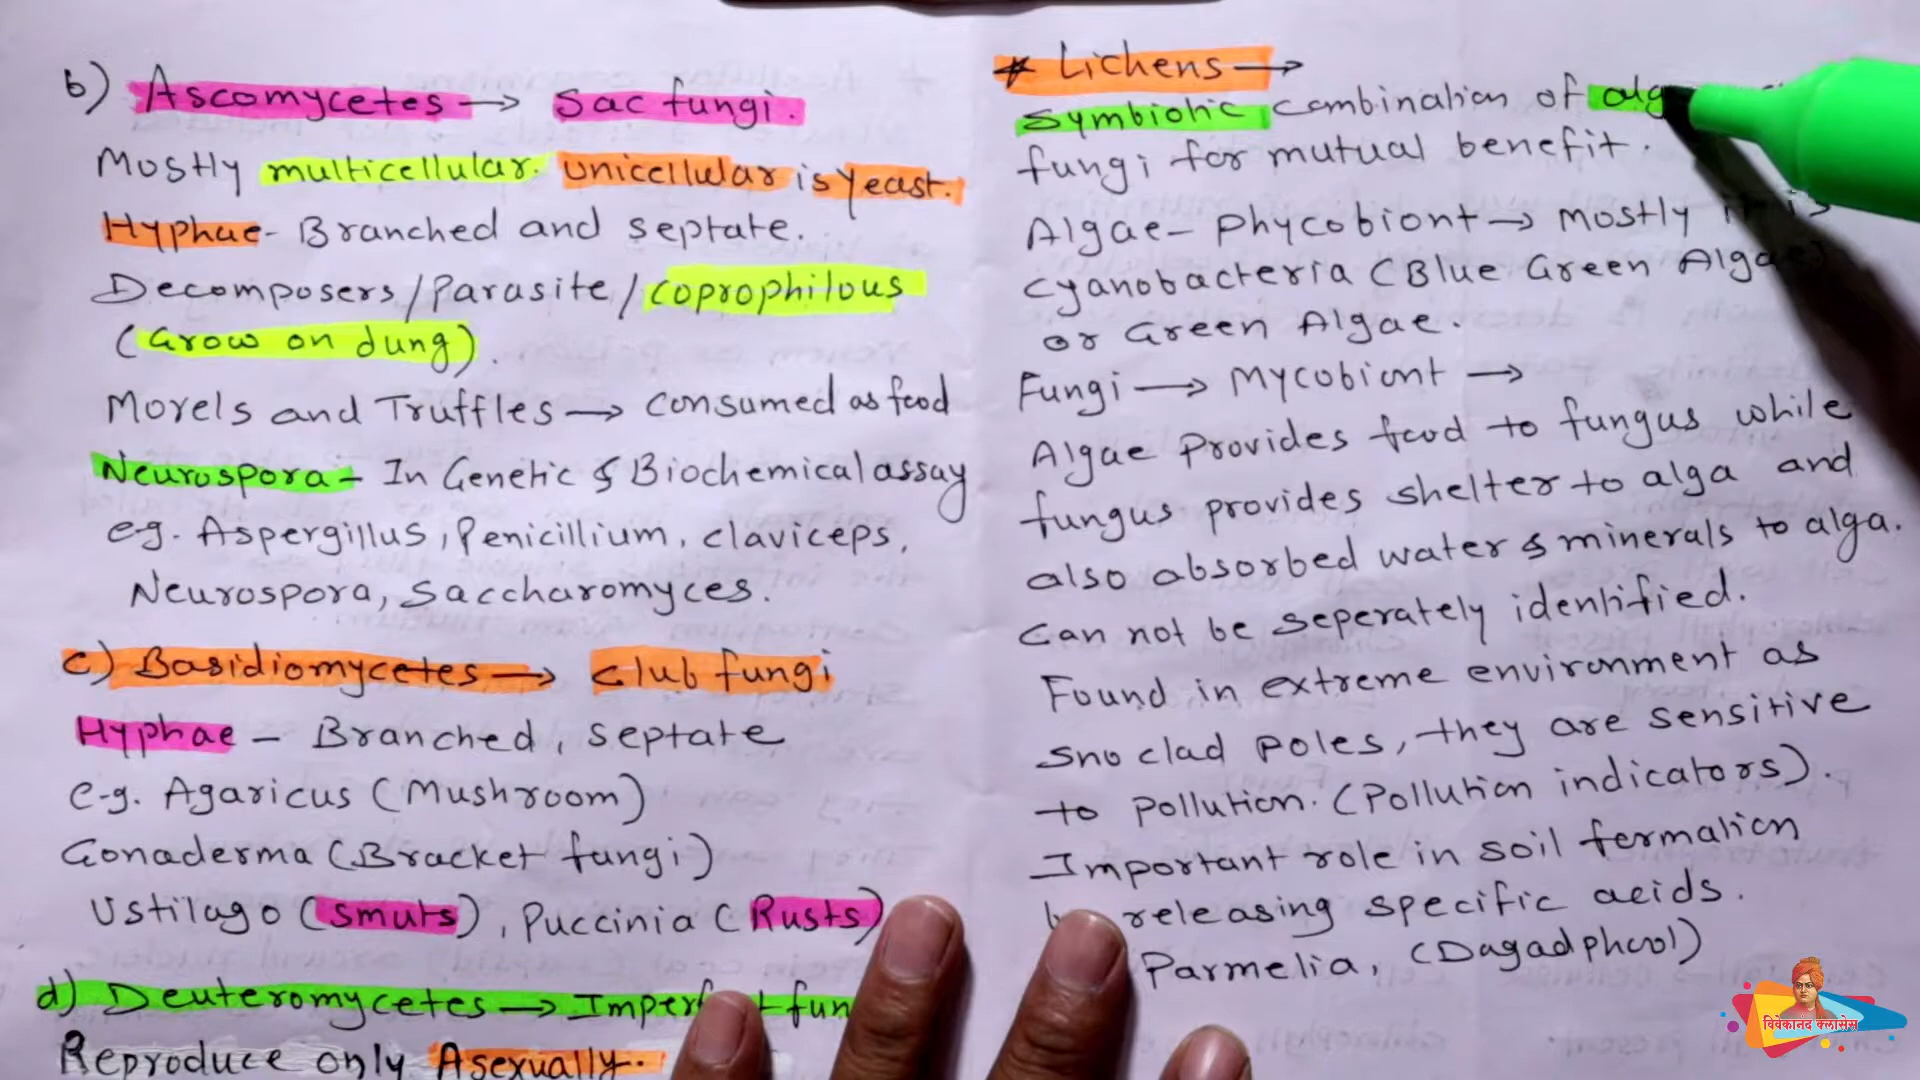 b) Ascomycetes → Sac fungi.
Mostly multicellular. Unicellular is Yeast.
Hyphae - Branched and septate.
Decomposers/Parasite/coprophilous
(Grow on dung).
Morels and Truffles → consumed as food
Neurospora - In Genetic & Biochemical assay
e.g. Aspergillus, Penicillium, claviceps,
Neurospora, Saccharomyces.
c) Basidiomycetes → club fungi
Hyphae - Branched, septate
e.g. Agaricus (Mushroom)
Gonaderma (Bracket fungi)
Ustilago (smuts), Puccinia (Rusts)
d) Deuteromycetes → Imperf t fun
Reproduce only Asexually.
* Lichens →
Symbiotic combination of alg
fungi for mutual benefit.
Algae - Phycobiont → Mostly it is
cyanobacteria (Blue Green Algae)
or Green Algae.
Fungi → Mycobiont →
Algae provides food to fungus while
fungus provides shelter to alga and
also absorbed water & minerals to alga.
Can not be seperately identified.
Found in extreme environment as
sno clad poles, they are sensitive
to pollution. (Pollution indicators).
Important role in soil formation
releasing specific acids.
Parmelia, (Dagadphool)
विवेकानंद क्लासेस